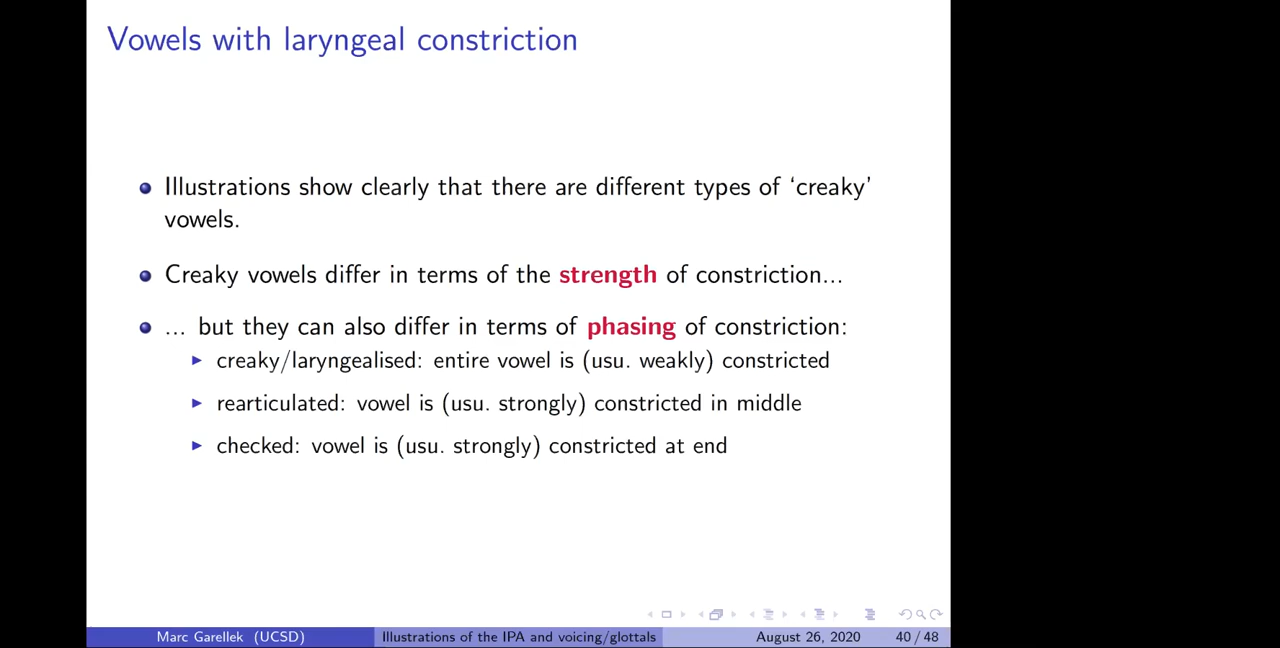 Vowels with laryngeal constriction
Illustrations show clearly that there are different types of ‘creaky’
vowels.
Creaky vowels differ in terms of the strength of constriction...
... but they can also differ in terms of phasing of constriction:
creaky/laryngealised: entire vowel is (usu. weakly) constricted
rearticulated: vowel is (usu. strongly) constricted in middle
checked: vowel is (usu. strongly) constricted at end
Marc Garellek (UCSD) Illustrations of the IPA and voicing/glottals August 26, 2020 40 / 48